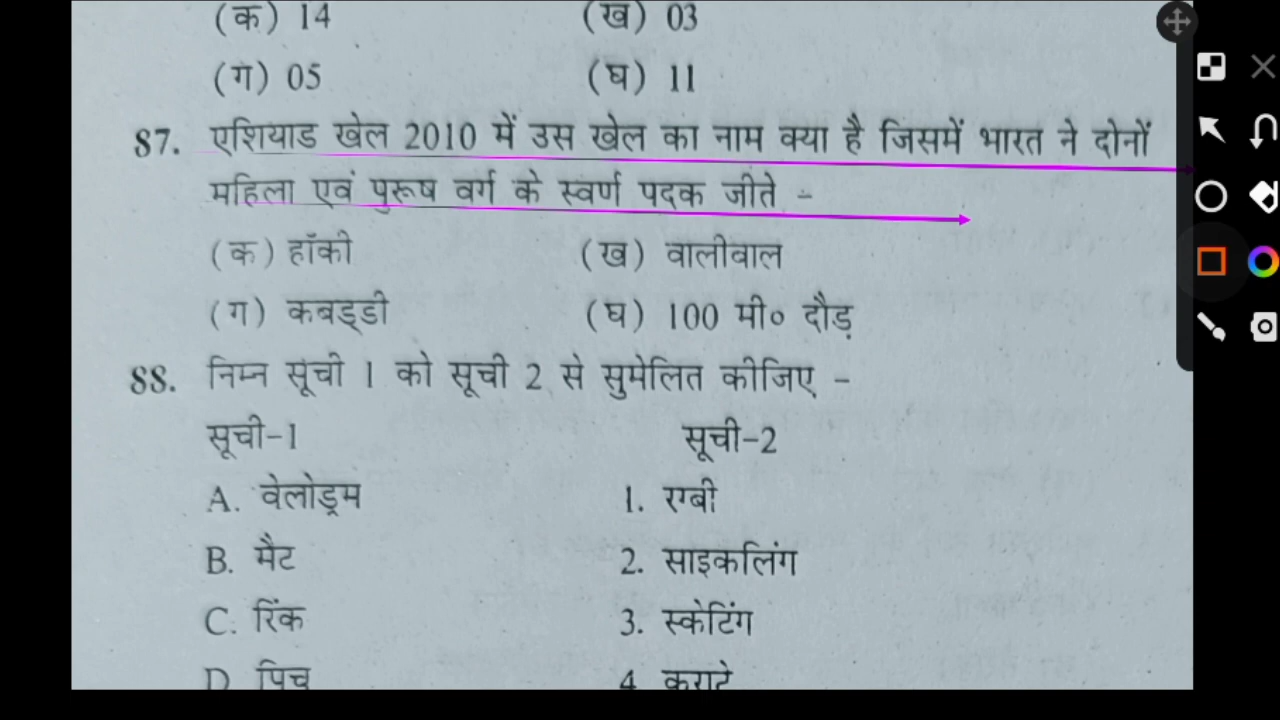 (क) 14 (ख) 03
(ग) 05 (घ) 11
87. एशियाड खेल 2010 में उस खेल का नाम क्या है जिसमें भारत ने दोनों
महिला एवं पुरूष वर्ग के स्वर्ण पदक जीते -
(क) हॉकी (ख) वालीबाल
(ग) कबड्डी (घ) 100 मी० दौड़
88. निम्न सूची 1 को सूची 2 से सुमेलित कीजिए -
सूची-1 सूची-2
A. वेलोड्रम 1. रग्बी
B. मैट 2. साइकलिंग
C. रिंक 3. स्केटिंग
D पिच 4 कराटे